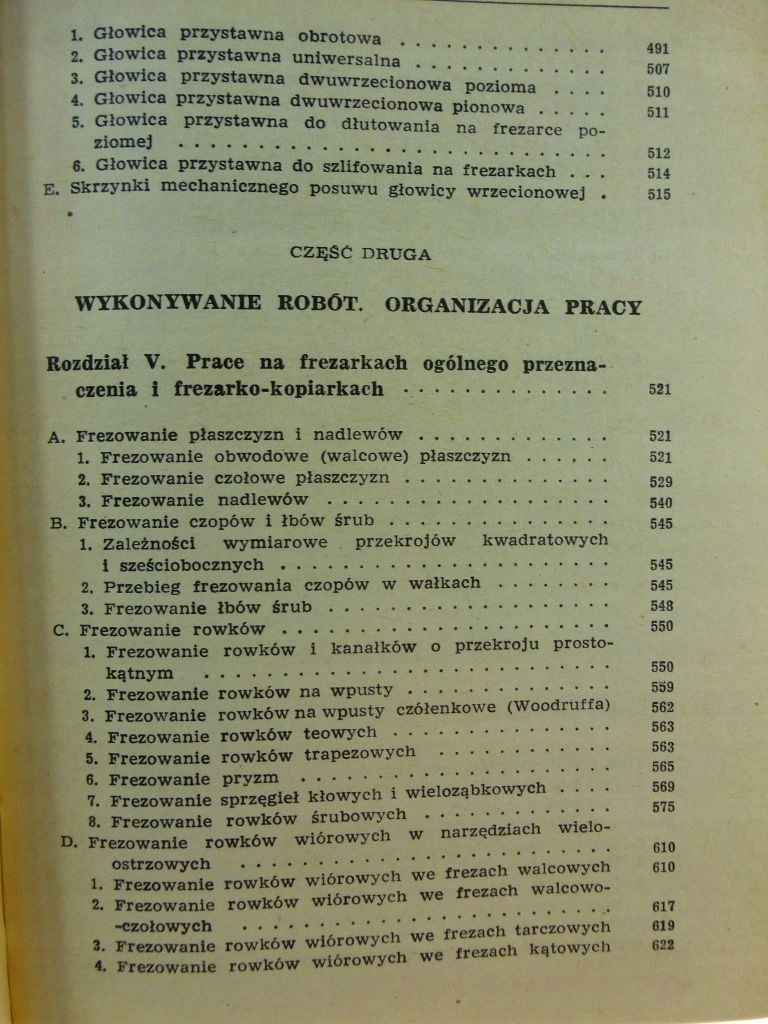 1. Głowica przystawna obrotowa . . . . . . . . . . . . . . 491
2. Głowica przystawna uniwersalna . . . . . . . . . . . . . 507
3. Głowica przystawna dwuwrzecionowa pozioma . . . . 510
4. Głowica przystawna dwuwrzecionowa pionowa . . . . . 511
5. Głowica przystawna do dłutowania na frezarce po-
ziomej . . . . . . . . . . . . . . . . . . . . . . . . . . . 512
6. Głowica przystawna do szlifowania na frezarkach . . . 514
E. Skrzynki mechanicznego posuwu głowicy wrzecionowej . 515
CZĘŚĆ DRUGA
WYKONYWANIE ROBÓT. ORGANIZACJA PRACY
Rozdział V. Prace na frezarkach ogólnego przezna-
czenia i frezarko-kopiarkach . . . . . . . . . . . . . . 521
A. Frezowanie płaszczyzn i nadlewów . . . . . . . . . . . . 521
1. Frezowanie obwodowe (walcowe) płaszczyzn . . . . . . 521
2. Frezowanie czołowe płaszczyzn . . . . . . . . . . . . . 529
3. Frezowanie nadlewów . . . . . . . . . . . . . . . . . . 540
B. Frezowanie czopów i łbów śrub . . . . . . . . . . . . . . 545
1. Zależności wymiarowe przekrojów kwadratowych
i sześciobocznych . . . . . . . . . . . . . . . . . . . . . 545
2. Przebieg frezowania czopów w wałkach . . . . . . . . 545
3. Frezowanie łbów śrub . . . . . . . . . . . . . . . . . . 548
C. Frezowanie rowków . . . . . . . . . . . . . . . . . . . . . 550
1. Frezowanie rowków i kanałków o przekroju prosto-
kątnym . . . . . . . . . . . . . . . . . . . . . . . . . . 550
2. Frezowanie rowków na wpusty . . . . . . . . . . . . . 559
3. Frezowanie rowków na wpusty czółenkowe (Woodruffa) 562
4. Frezowanie rowków teowych . . . . . . . . . . . . . . 563
5. Frezowanie rowków trapezowych . . . . . . . . . . . 563
6. Frezowanie pryzm . . . . . . . . . . . . . . . . . . . . 565
7. Frezowanie sprzęgieł kłowych i wieloząbkowych . . . . 569
8. Frezowanie rowków śrubowych . . . . . . . . . . . . 575
D. Frezowanie rowków wiórowych w narzędziach wielo-
ostrzowych . . . . . . . . . . . . . . . . . . . . . . . . 610
1. Frezowanie rowków wiórowych we frezach walcowych 610
2. Frezowanie rowków wiórowych we frezach walcowo-
-czołowych . . . . . . . . . . . . . . . . . . . . . . . . 617
3. Frezowanie rowków wiórowych we frezach tarczowych 619
4. Frezowanie rowków wiórowych we frezach kątowych 622